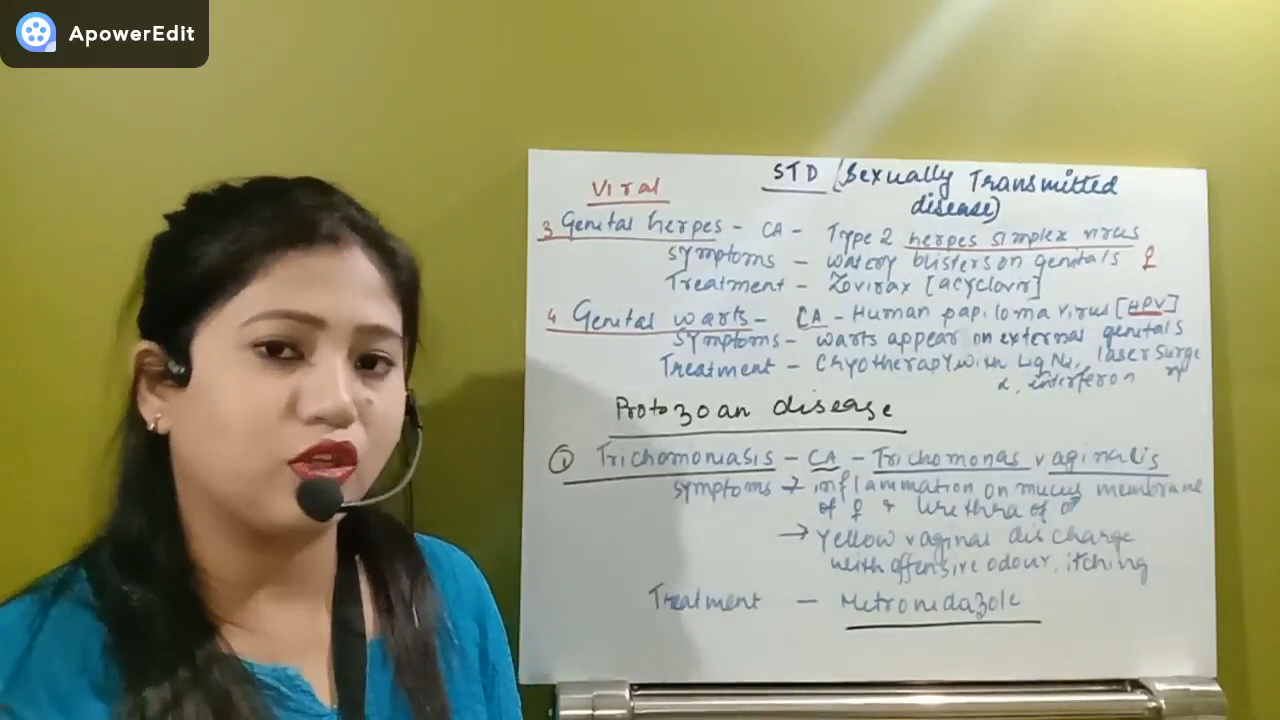 ApowerEdit
Viral
STD (Sexually Transmitted
disease)
3 Genital herpes - CA - Type 2 herpes simplex virus
symptoms - watery blisters on genitals ♀
Treatment - Zovirax [acyclovir]
4 Genital warts - CA - Human papiloma virus [HPV]
symptoms - warts appear on external genitals
Treatment - Cryotherapy with Liq N2, laser surge
ry
α, interferon
Protozoan disease
① Trichomoniasis - CA - Trichomonas vaginalis
symptoms → inflammation on mucus membrane
of ♀ & urethra of ♂
→ Yellow vaginal discharge
with offensive odour, itching
Treatment - Metronidazole